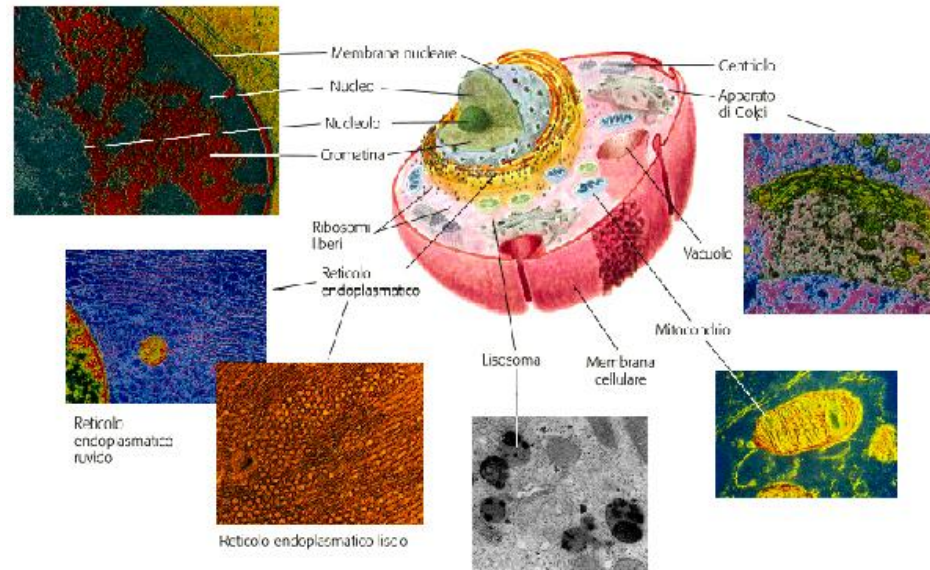 Membrana nucleare
Nucleo
Nucleolo
Cromatina
Ribosomi
liberi
Reticolo
endoplasmatico
Reticolo
endoplasmatico
ruvido
Reticolo endoplasmatico liscio
Lisosoma
Membrana
cellulare
Mitocondrio
Vacuolo
Centriolo
Apparato
di Golgi